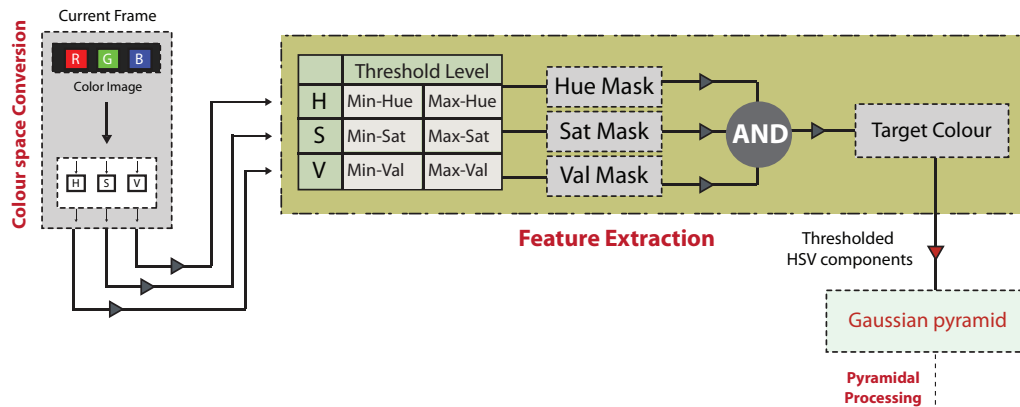 Colour space Conversion
Current Frame
R G B
Color Image
H S V
Threshold Level
H Min-Hue Max-Hue
S Min-Sat Max-Sat
V Min-Val Max-Val
Hue Mask
Sat Mask
Val Mask
AND
Target Colour
Feature Extraction
Thresholded
HSV components
Gaussian pyramid
Pyramidal
Processing